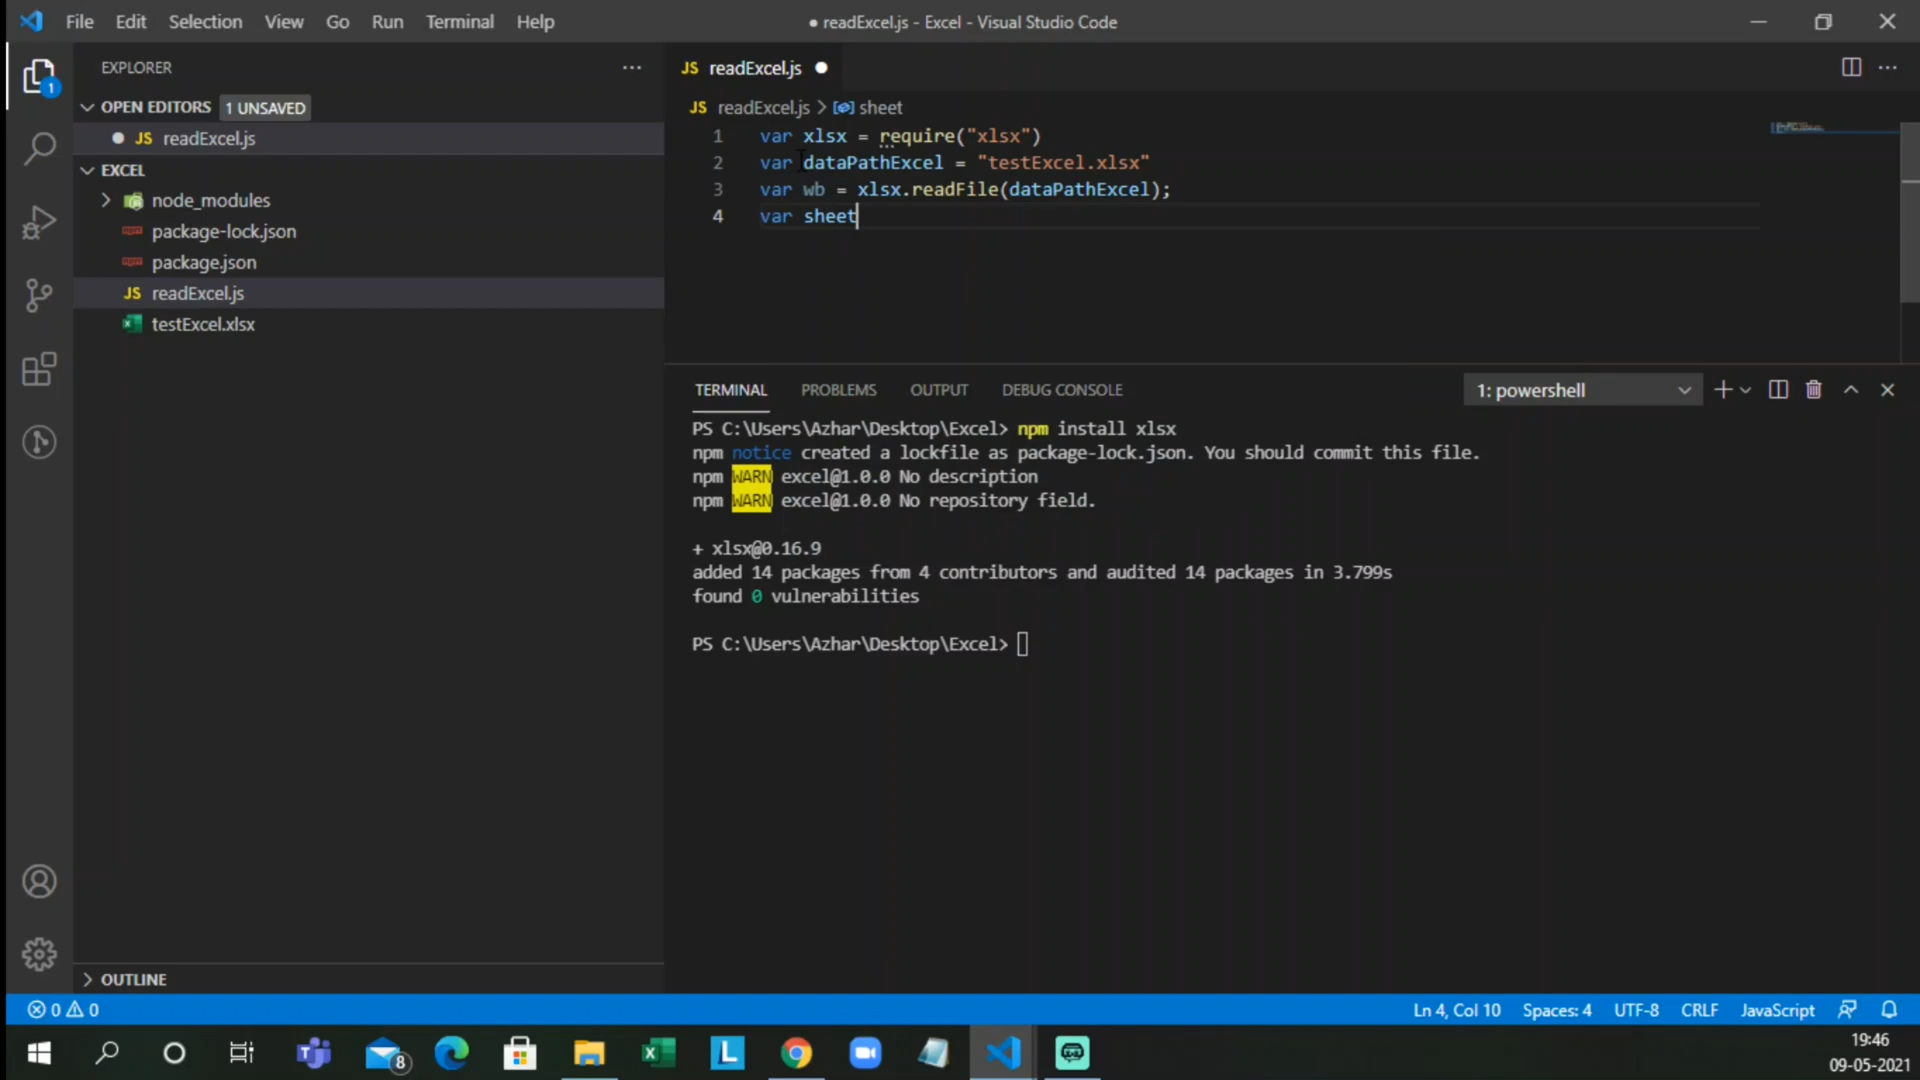 File Edit Selection View Go Run Terminal Help
● readExcel.js - Excel - Visual Studio Code
EXPLORER
OPEN EDITORS 1 UNSAVED
JS readExcel.js
EXCEL
node_modules
package-lock.json
package.json
JS readExcel.js
testExcel.xlsx
OUTLINE
JS readExcel.js
JS readExcel.js > sheet
1 var xlsx = require("xlsx")
2 var dataPathExcel = "testExcel.xlsx"
3 var wb = xlsx.readFile(dataPathExcel);
4 var sheet
TERMINAL PROBLEMS OUTPUT DEBUG CONSOLE
1: powershell
PS C:\Users\Azhar\Desktop\Excel> npm install xlsx
npm notice created a lockfile as package-lock.json. You should commit this file.
npm WARN excel@1.0.0 No description
npm WARN excel@1.0.0 No repository field.
+ xlsx@0.16.9
added 14 packages from 4 contributors and audited 14 packages in 3.799s
found 0 vulnerabilities
PS C:\Users\Azhar\Desktop\Excel>
0 0
Ln 4, Col 10 Spaces: 4 UTF-8 CRLF JavaScript
1
8
L
19:46
09-05-2021